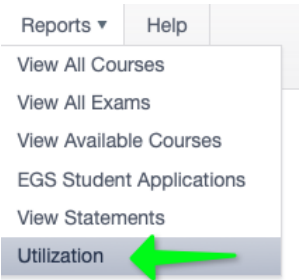 Reports ▼ Help
View All Courses
View All Exams
View Available Courses
EGS Student Applications
View Statements
Utilization